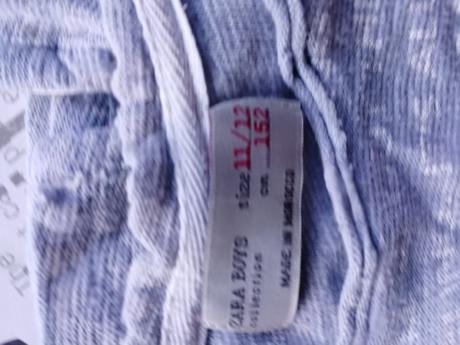 ZARA BOYS
collection
size 11/12
cm 152
MADE IN MOROCCO